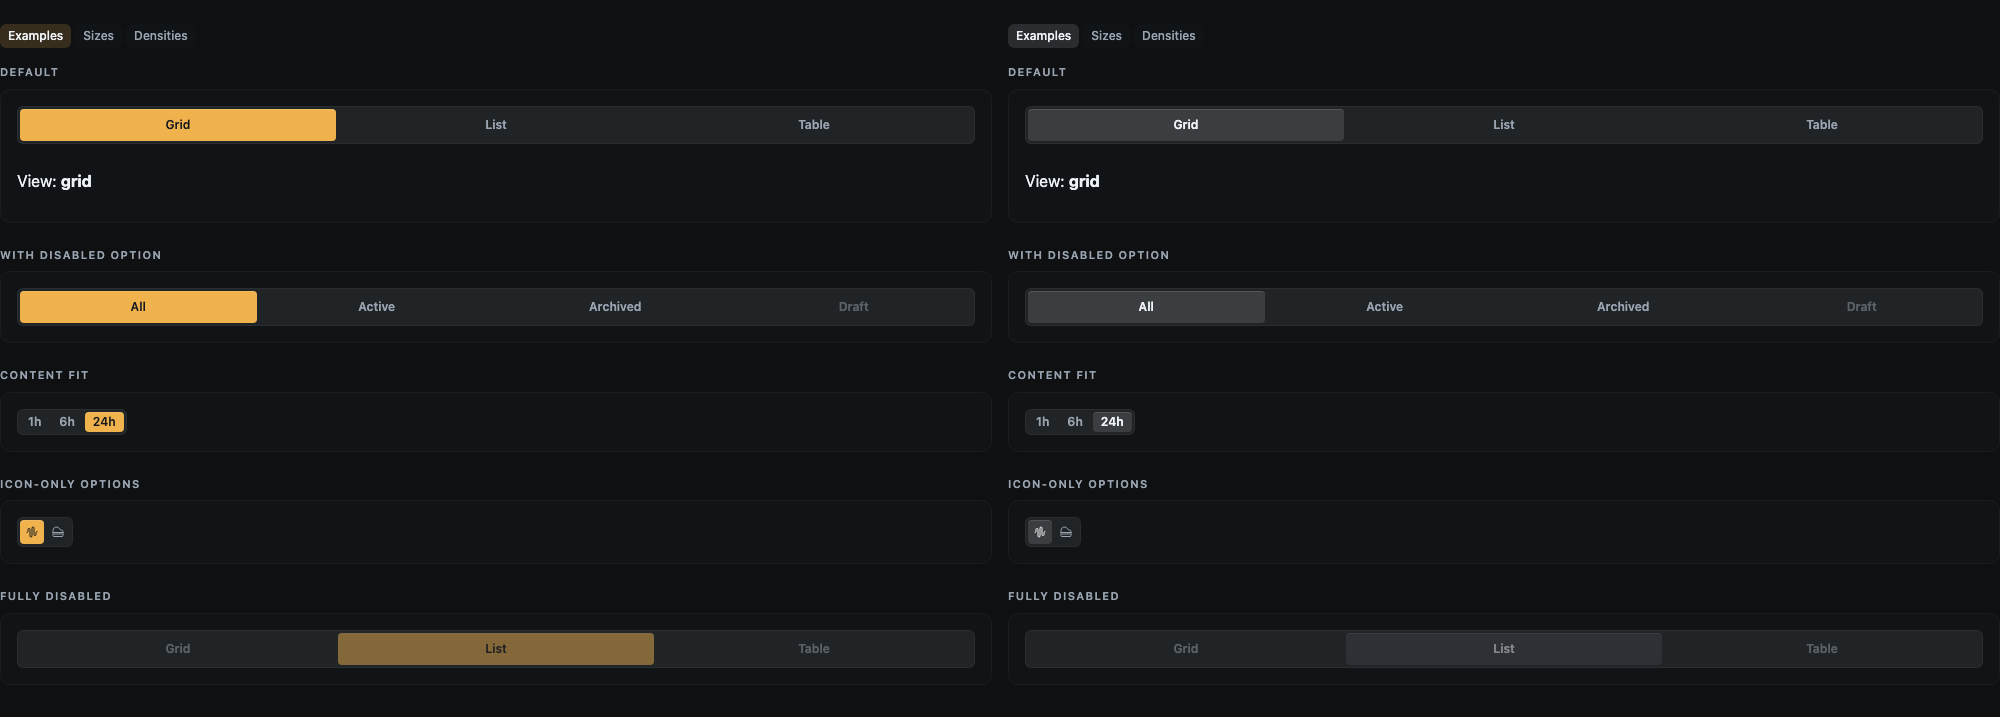 Examples Sizes Densities
DEFAULT
Grid List Table
View: grid
WITH DISABLED OPTION
All Active Archived Draft
CONTENT FIT
1h 6h 24h
ICON-ONLY OPTIONS
FULLY DISABLED
Grid List Table
Examples Sizes Densities
DEFAULT
Grid List Table
View: grid
WITH DISABLED OPTION
All Active Archived Draft
CONTENT FIT
1h 6h 24h
ICON-ONLY OPTIONS
FULLY DISABLED
Grid List Table